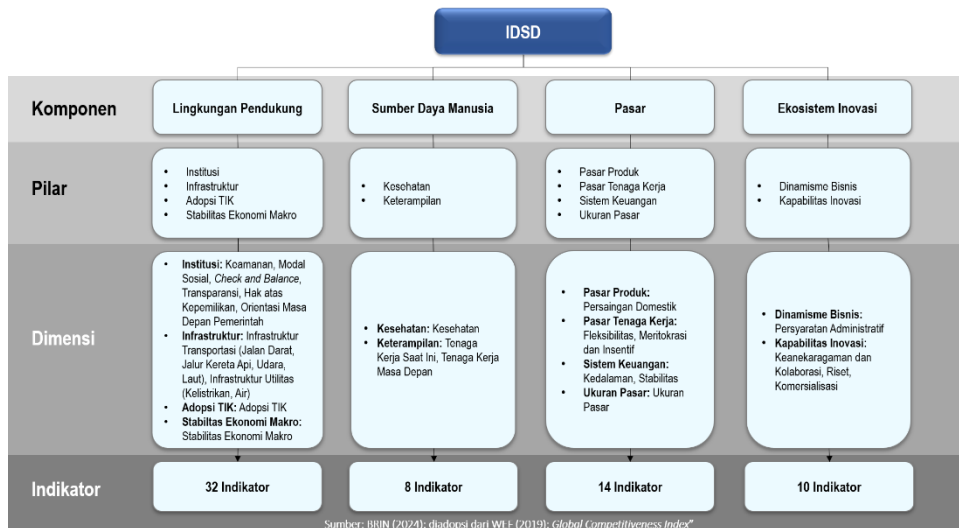 IDSD
Komponen
Lingkungan Pendukung
Sumber Daya Manusia
Pasar
Ekosistem Inovasi
Pilar
• Institusi
• Infrastruktur
• Adopsi TIK
• Stabilitas Ekonomi Makro
• Kesehatan
• Keterampilan
• Pasar Produk
• Pasar Tenaga Kerja
• Sistem Keuangan
• Ukuran Pasar
• Dinamisme Bisnis
• Kapabilitas Inovasi
Dimensi
• Institusi: Keamanan, Modal
Sosial, Check and Balance,
Transparansi, Hak atas
Kepemilikan, Orientasi Masa
Depan Pemerintah
• Infrastruktur: Infrastruktur
Transportasi (Jalan Darat,
Jalur Kereta Api, Udara,
Laut), Infrastruktur Utilitas
(Kelistrikan, Air)
• Adopsi TIK: Adopsi TIK
• Stabiltas Ekonomi Makro:
Stabilitas Ekonomi Makro
• Kesehatan: Kesehatan
• Keterampilan: Tenaga
Kerja Saat Ini, Tenaga Kerja
Masa Depan
• Pasar Produk:
Persaingan Domestik
• Pasar Tenaga Kerja:
Fleksibilitas, Meritokrasi
dan Insentif
• Sistem Keuangan:
Kedalaman, Stabilitas
• Ukuran Pasar: Ukuran
Pasar
• Dinamisme Bisnis:
Persyaratan Administratif
• Kapabilitas Inovasi:
Keanekaragaman dan
Kolaborasi, Riset,
Komersialisasi
Indikator
32 Indikator
8 Indikator
14 Indikator
10 Indikator
Sumber: BRIN (2024); diadopsi dari WEF (2019); Global Competitiveness Index"